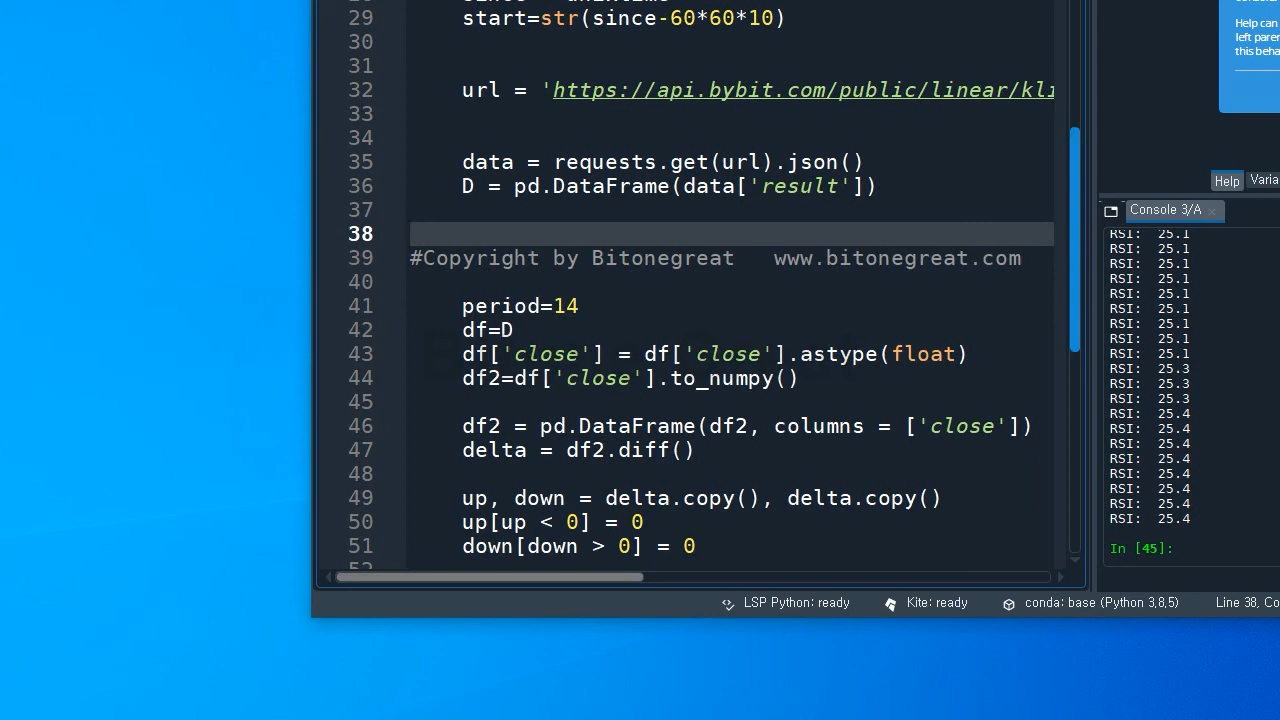 29 start=str(since-60*60*10)
30
31
32 url = 'https://api.bybit.com/public/linear/kli
33
34
35 data = requests.get(url).json()
36 D = pd.DataFrame(data['result'])
37
38
39 #Copyright by Bitonegreat www.bitonegreat.com
40
41 period=14
42 df=D
43 df['close'] = df['close'].astype(float)
44 df2=df['close'].to_numpy()
45
46 df2 = pd.DataFrame(df2, columns = ['close'])
47 delta = df2.diff()
48
49 up, down = delta.copy(), delta.copy()
50 up[up < 0] = 0
51 down[down > 0] = 0
Help can
left paren
this beha
Help Varia
Console 3/A
RSI: 25.1
RSI: 25.1
RSI: 25.1
RSI: 25.1
RSI: 25.1
RSI: 25.1
RSI: 25.1
RSI: 25.1
RSI: 25.1
RSI: 25.3
RSI: 25.3
RSI: 25.3
RSI: 25.4
RSI: 25.4
RSI: 25.4
RSI: 25.4
RSI: 25.4
RSI: 25.4
RSI: 25.4
RSI: 25.4
In [45]:
LSP Python: ready Kite: ready conda: base (Python 3,8,5) Line 38, Co